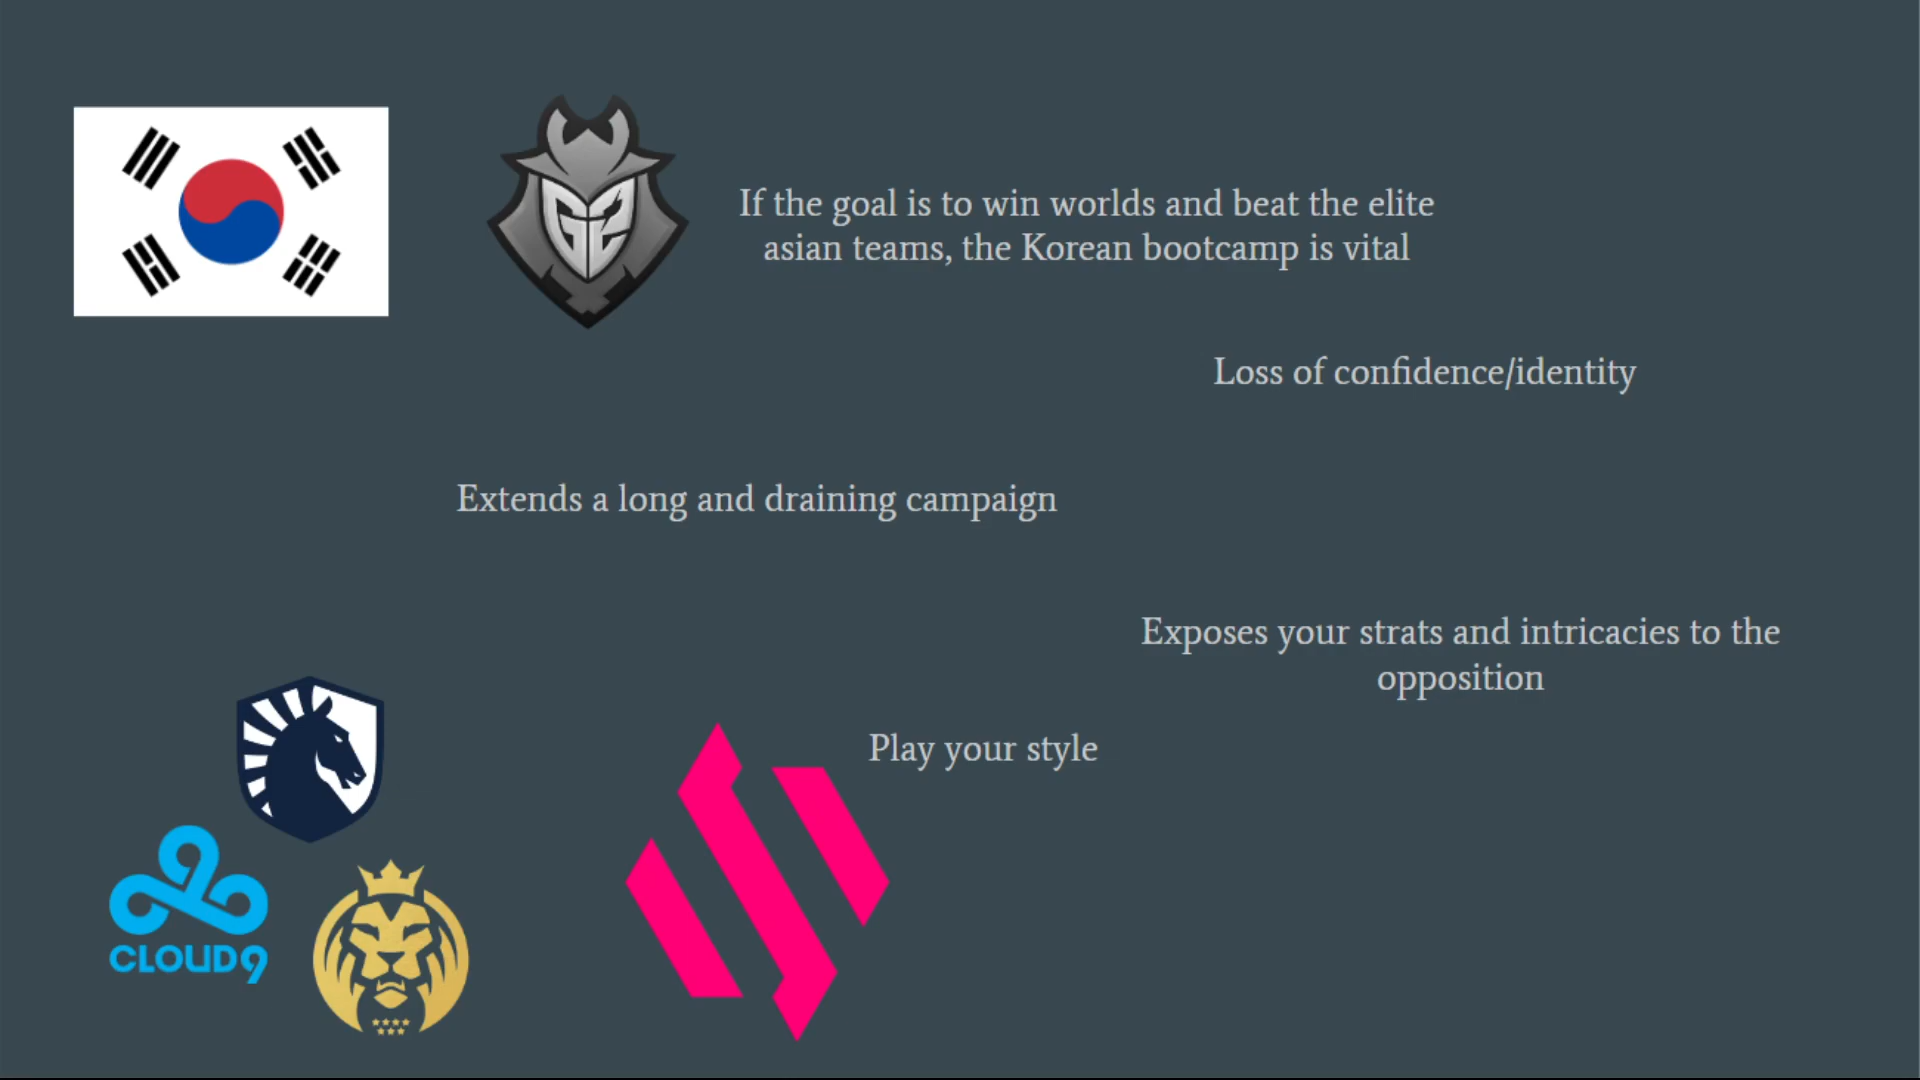 G2
If the goal is to win worlds and beat the elite
asian teams, the Korean bootcamp is vital
Loss of confidence/identity
Extends a long and draining campaign
Exposes your strats and intricacies to the
opposition
Play your style
CLOUD9